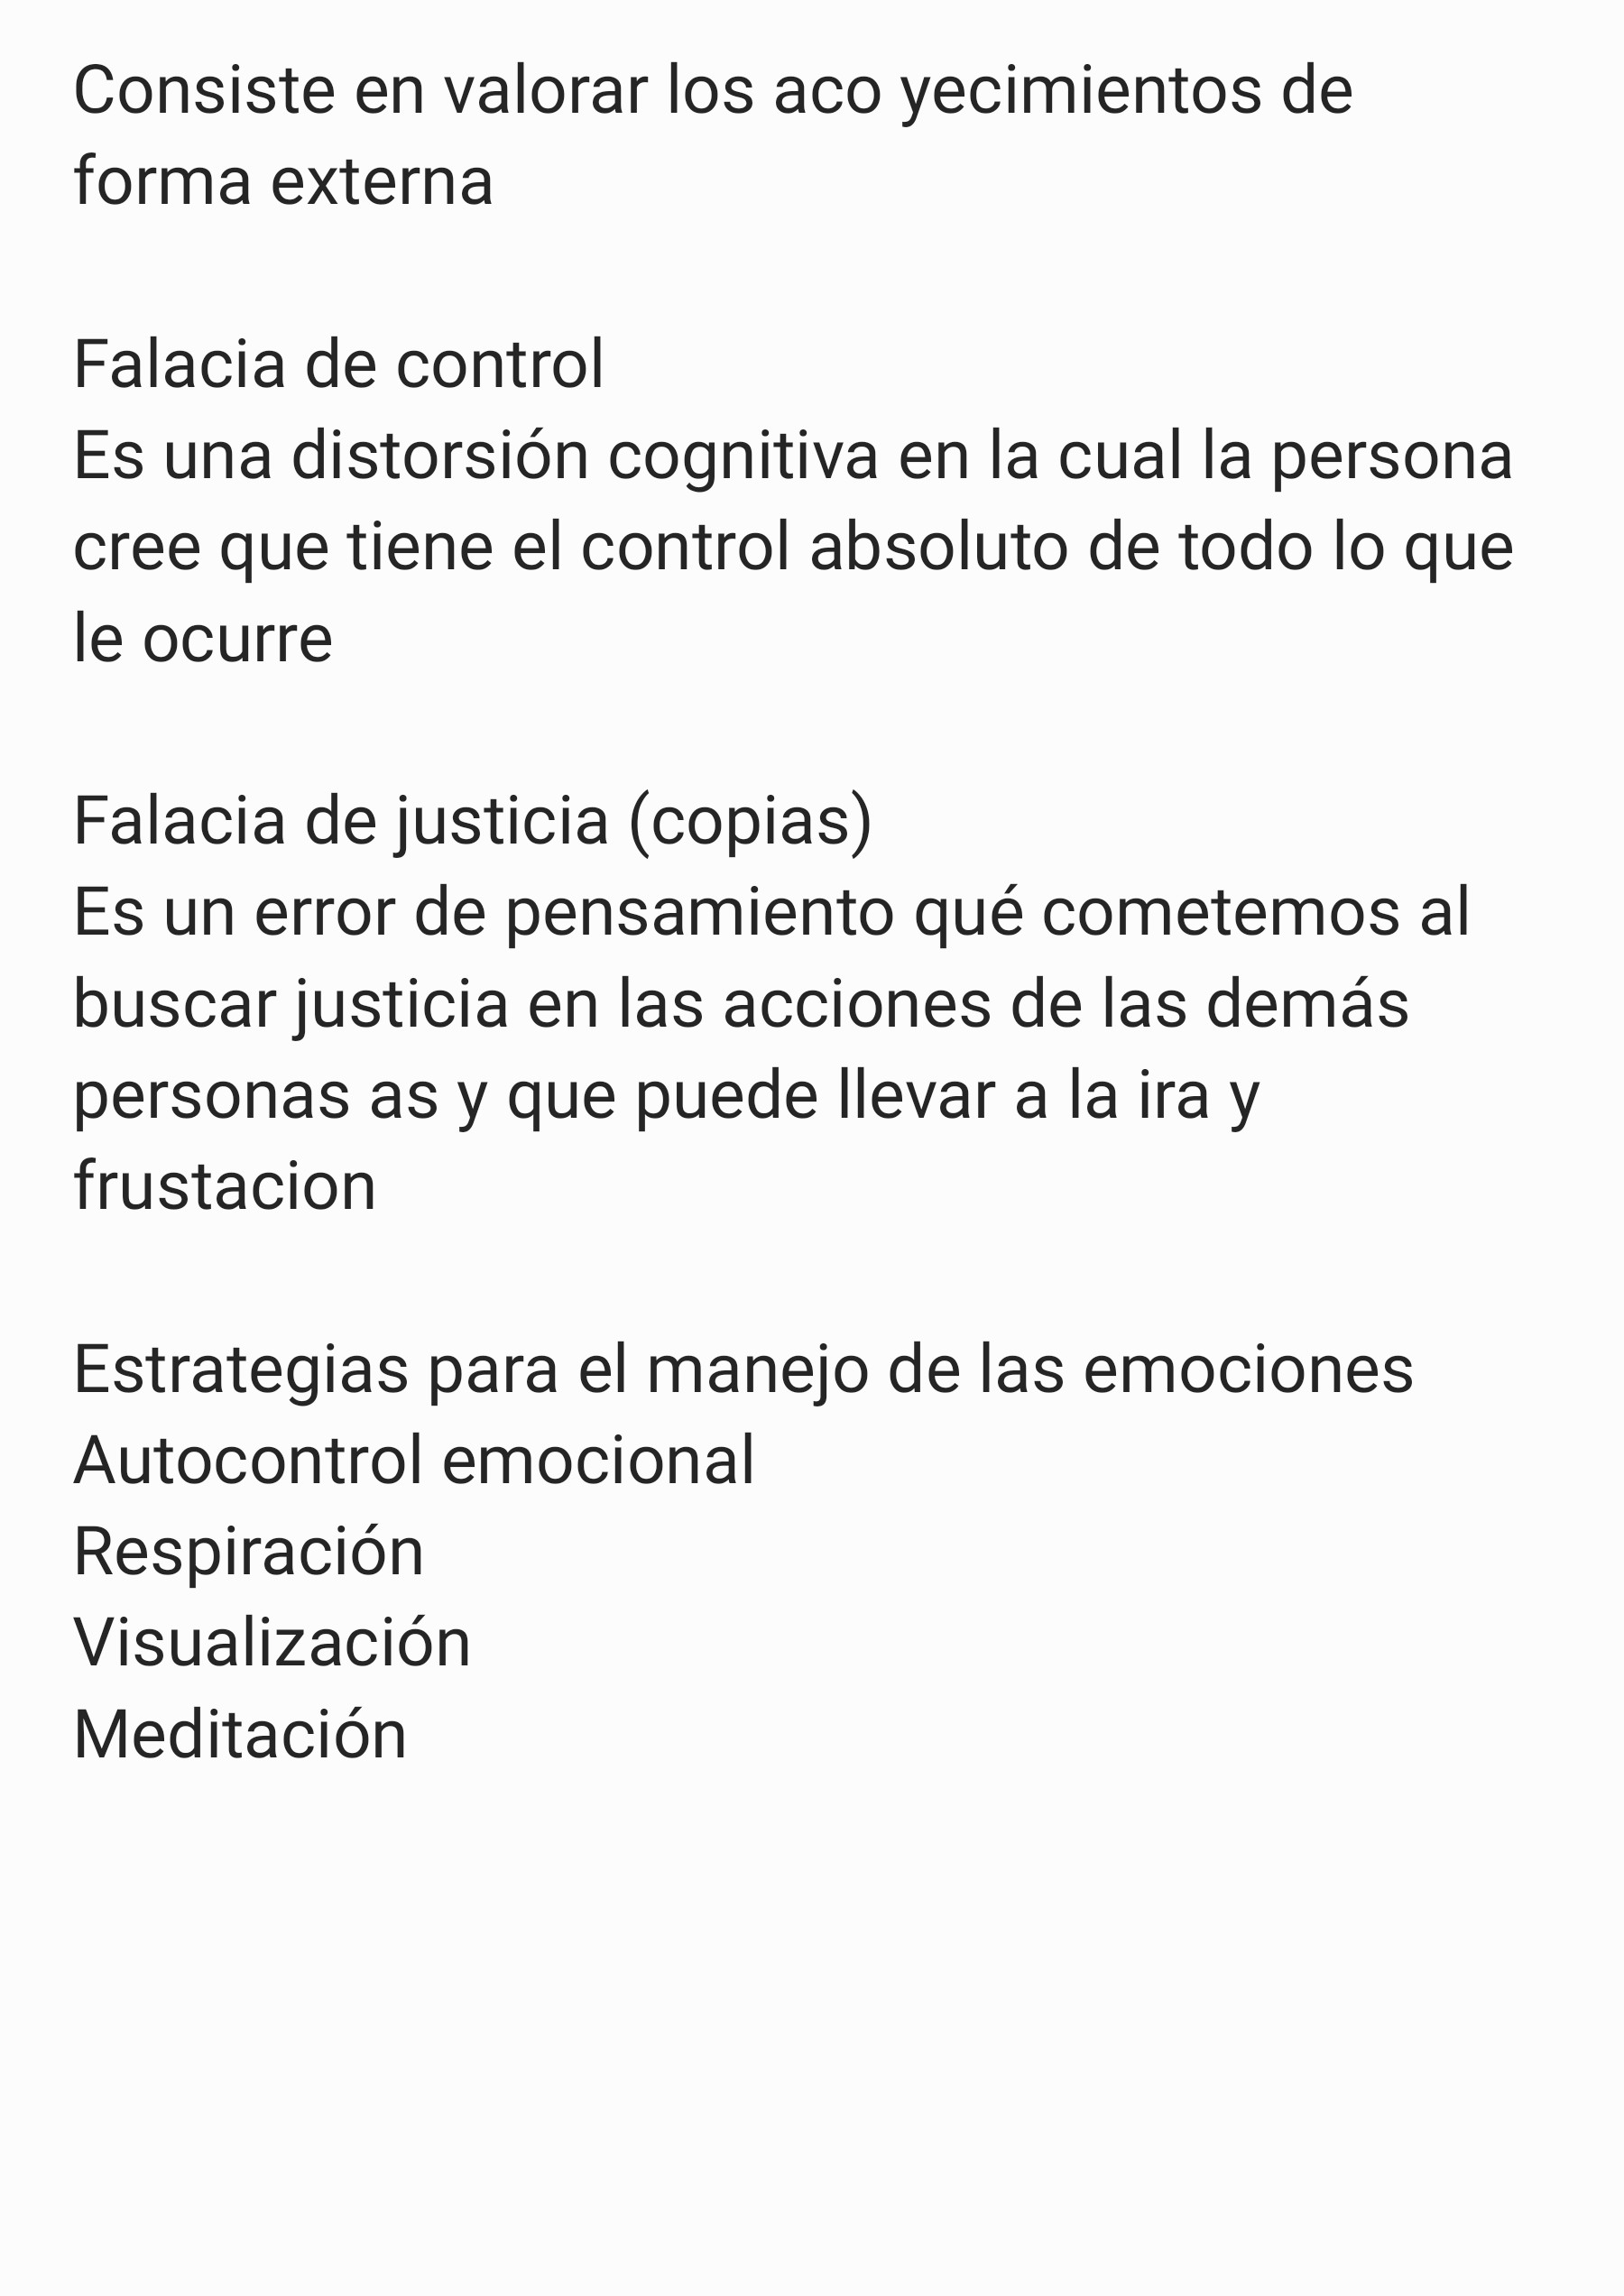 Consiste en valorar los aco yecimientos de
forma externa
Falacia de control
Es una distorsión cognitiva en la cual la persona
cree que tiene el control absoluto de todo lo que
le ocurre
Falacia de justicia (copias)
Es un error de pensamiento qué cometemos al
buscar justicia en las acciones de las demás
personas as y que puede llevar a la ira y
frustacion
Estrategias para el manejo de las emociones
Autocontrol emocional
Respiración
Visualización
Meditación